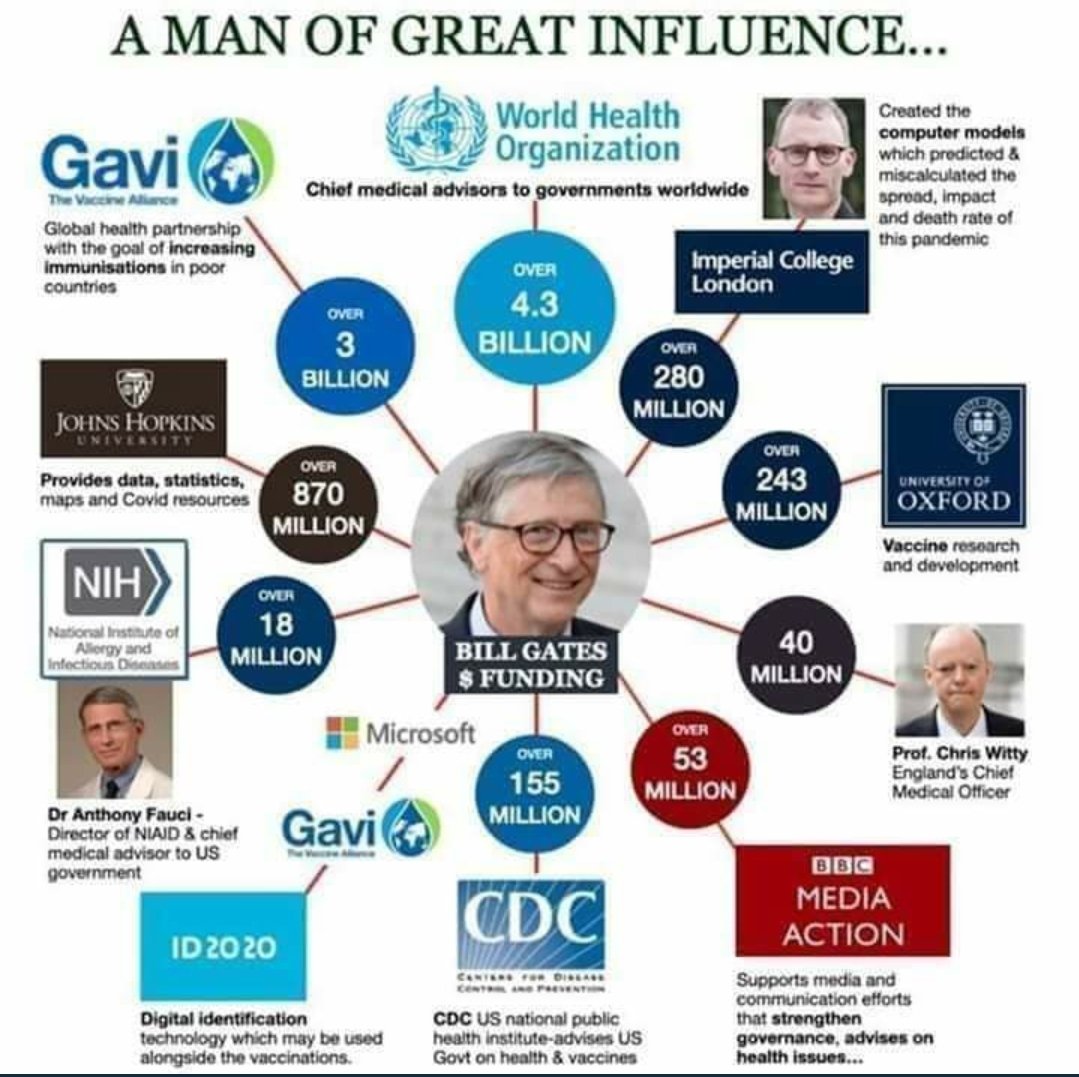 A MAN OF GREAT INFLUENCE...
Gavi
The Vaccine Alliance
Global health partnership
with the goal of increasing
immunisations in poor
countries
World Health
Organization
Chief medical advisors to governments worldwide
Created the
computer models
which predicted &
miscalculated the
spread, impact
and death rate of
this pandemic
Imperial College
London
OVER
3
BILLION
OVER
4.3
BILLION
OVER
280
MILLION
JOHNS HOPKINS
UNIVERSITY
Provides data, statistics,
maps and Covid resources
OVER
870
MILLION
OVER
243
MILLION
UNIVERSITY OF
OXFORD
Vaccine research
and development
NIH
National Institute of
Allergy and
Infectious Diseases
OVER
18
MILLION
BILL GATES
$ FUNDING
40
MILLION
Prof. Chris Witty
England's Chief
Medical Officer
Dr Anthony Fauci -
Director of NIAID & chief
medical advisor to US
government
Microsoft
Gavi
The Vaccine Alliance
ID2020
Digital identification
technology which may be used
alongside the vaccinations.
OVER
155
MILLION
CDC
CENTERS FOR DISEASE
CONTROL AND PREVENTION
CDC US national public
health institute-advises US
Govt on health & vaccines
OVER
53
MILLION
BBC
MEDIA
ACTION
Supports media and
communication efforts
that strengthen
governance, advises on
health issues...